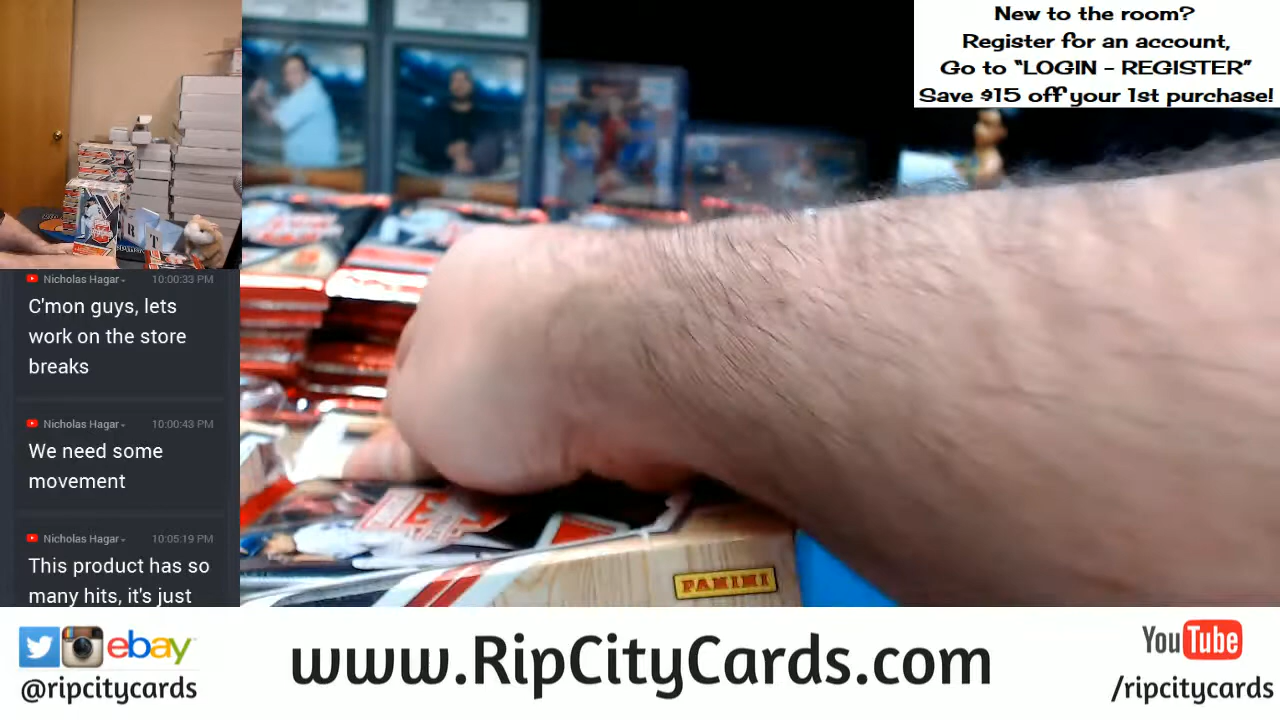 New to the room?
Register for an account,
Go to “LOGIN - REGISTER”
Save $15 off your 1st purchase!
Nicholas Hagar 10:00:33 PM
C'mon guys, lets
work on the store
breaks
Nicholas Hagar 10:00:43 PM
We need some
movement
Nicholas Hagar 10:05:19 PM
This product has so
many hits, it's just
R T
PANINI
ebay
@ripcitycards
www.RipCityCards.com
YouTube
/ripcitycards